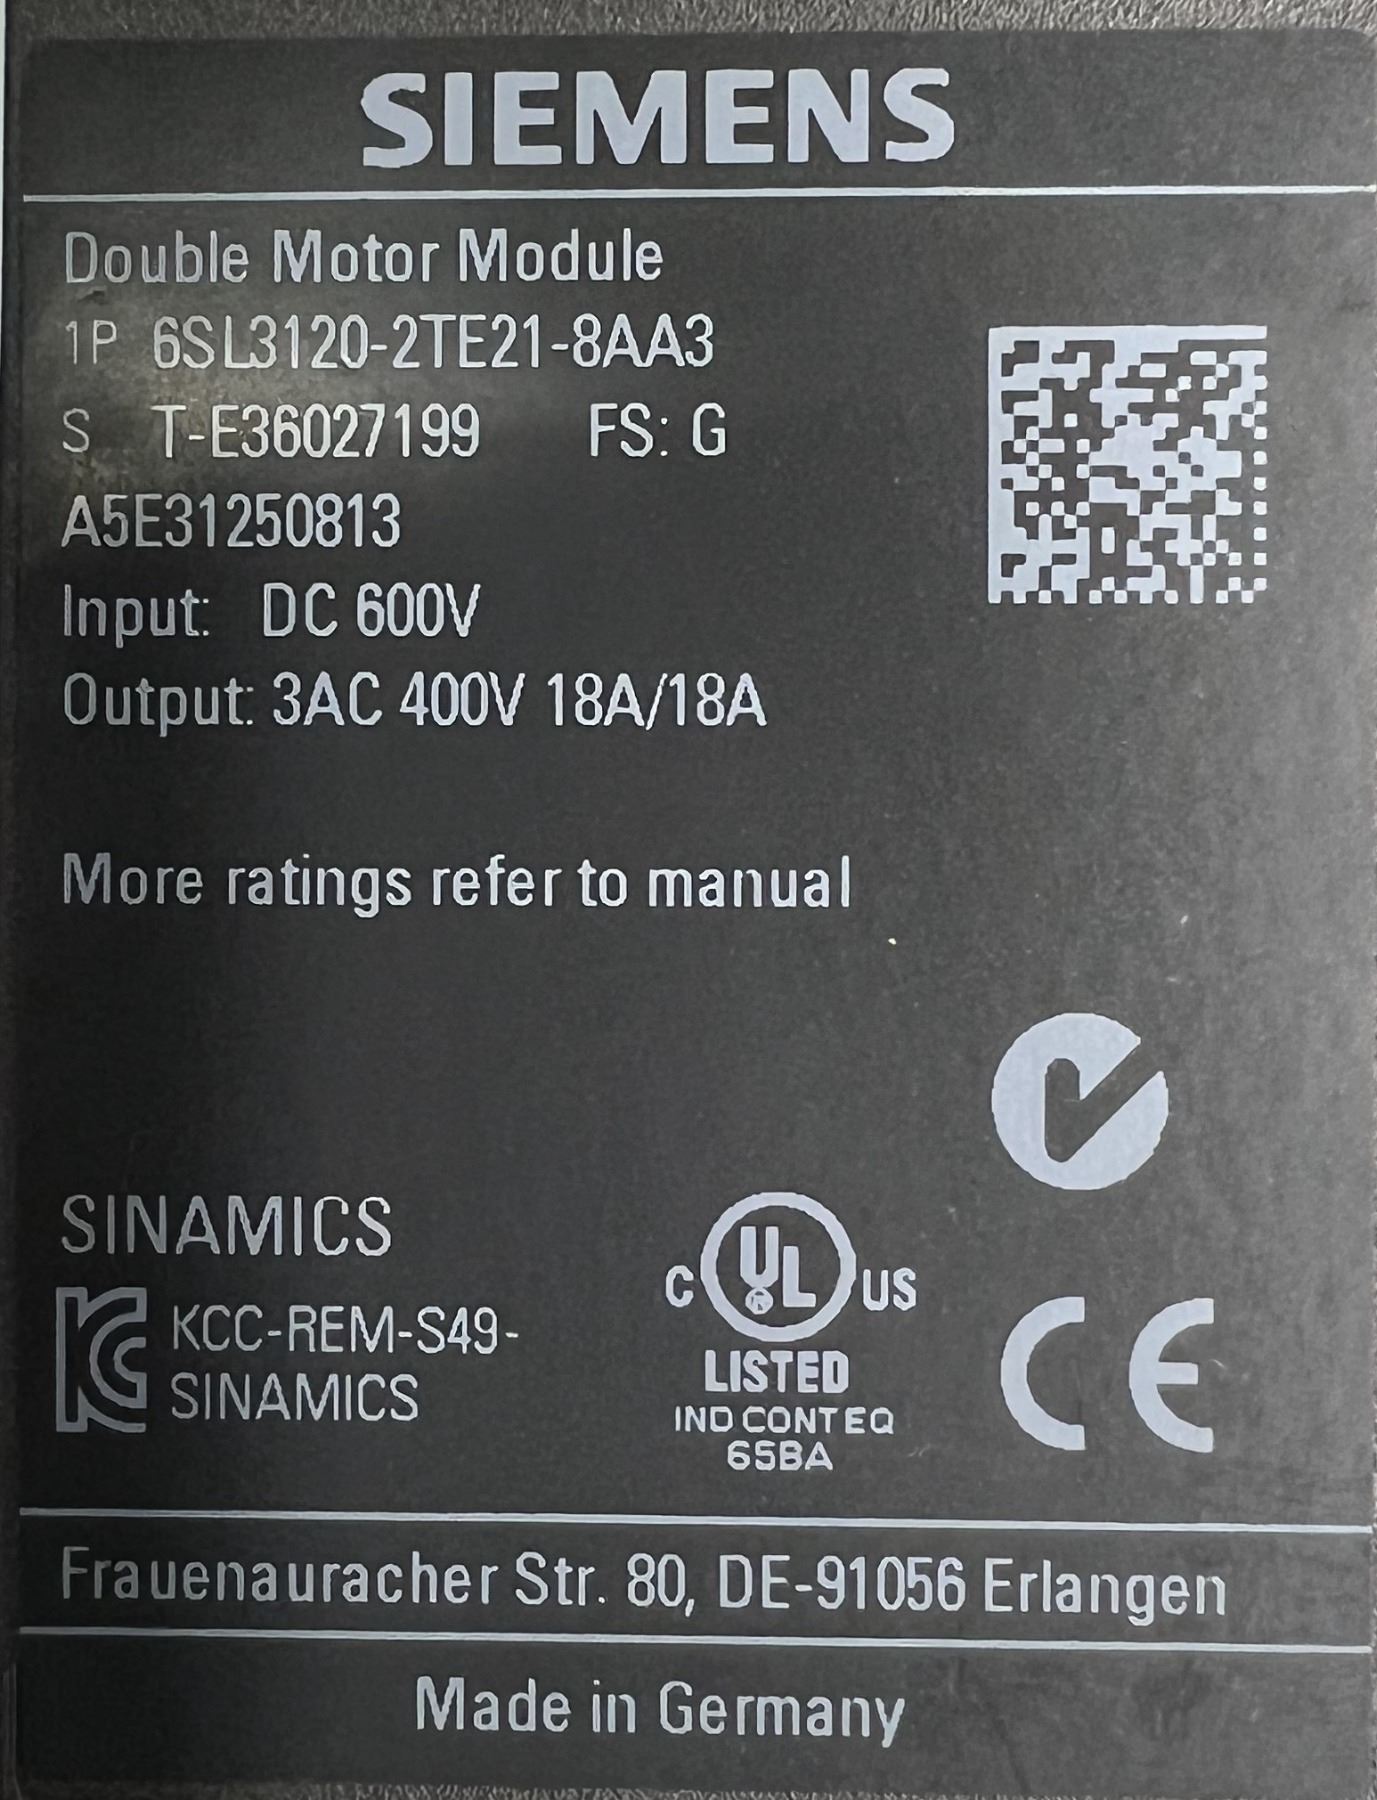 SIEMENS
Double Motor Module
1P 6SL3120-2TE21-8AA3
S T-E36027199 FS: G
A5E31250813
Input: DC 600V
Output: 3AC 400V 18A/18A
More ratings refer to manual
SINAMICS
KCC-REM-S49-
SINAMICS
C UL ® US
LISTED
IND CONT EQ
65BA
CE
Frauenauracher Str. 80, DE-91056 Erlangen
Made in Germany